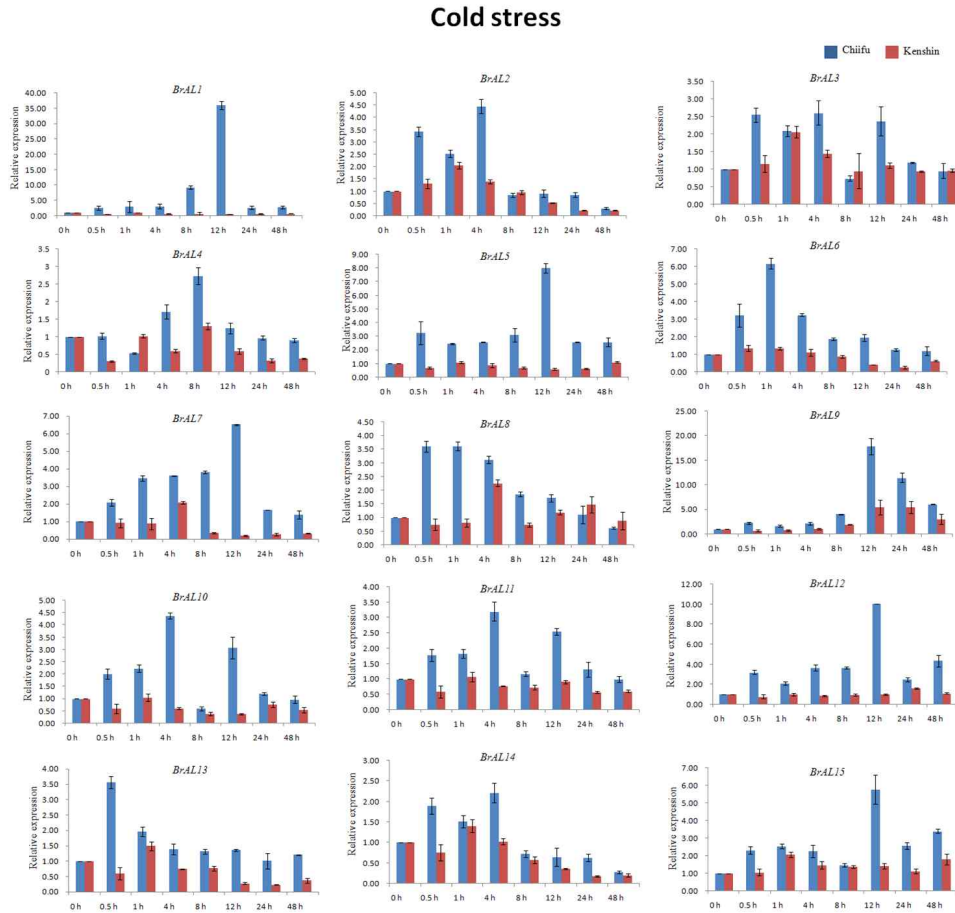 Cold stress
Chiifu Kenshin
BrAL1
Relative expression
40.00
35.00
30.00
25.00
20.00
15.00
10.00
5.00
0.00
0 h 0.5 h 1 h 4 h 8 h 12 h 24 h 48 h
BrAL2
Relative expression
5.00
4.50
4.00
3.50
3.00
2.50
2.00
1.50
1.00
0.50
0.00
0 h 0.5 h 1 h 4 h 8 h 12 h 24 h 48 h
BrAL3
Relative expression
3.50
3.00
2.50
2.00
1.50
1.00
0.50
0.00
0 h 0.5 h 1 h 4 h 8 h 12 h 24 h 48 h
BrAL4
Relative expression
3.5
3
2.5
2
1.5
1
0.5
0
0 h 0.5 h 1 h 4 h 8 h 12 h 24 h 48 h
BrAL5
Relative expression
9.00
8.00
7.00
6.00
5.00
4.00
3.00
2.00
1.00
0.00
0 h 0.5 h 1 h 4 h 8 h 12 h 24 h 48 h
BrAL6
Relative expression
7.00
6.00
5.00
4.00
3.00
2.00
1.00
0.00
0 h 0.5 h 1 h 4 h 8 h 12 h 24 h 48 h
BrAL7
Relative expression
7.00
6.00
5.00
4.00
3.00
2.00
1.00
0.00
0 h 0.5 h 1 h 4 h 8 h 12 h 24 h 48 h
BrAL8
Relative expression
4.50
4.00
3.50
3.00
2.50
2.00
1.50
1.00
0.50
0.00
0 h 0.5 h 1 h 4 h 8 h 12 h 24 h 48 h
BrAL9
Relative expression
25.00
20.00
15.00
10.00
5.00
0.00
0 h 0.5 h 1 h 4 h 8 h 12 h 24 h 48 h
BrAL10
Relative expression
5.00
4.50
4.00
3.50
3.00
2.50
2.00
1.50
1.00
0.50
0.00
0 h 0.5 h 1 h 4 h 8 h 12 h 24 h 48 h
BrAL11
Relative expression
4.00
3.50
3.00
2.50
2.00
1.50
1.00
0.50
0.00
0 h 0.5 h 1 h 4 h 8 h 12 h 24 h 48 h
BrAL12
Relative expression
12.00
10.00
8.00
6.00
4.00
2.00
0.00
0 h 0.5 h 1 h 4 h 8 h 12 h 24 h 48 h
BrAL13
Relative expression
4.00
3.50
3.00
2.50
2.00
1.50
1.00
0.50
0.00
0 h 0.5 h 1 h 4 h 8 h 12 h 24 h 48 h
BrAL14
Relative expression
3.00
2.50
2.00
1.50
1.00
0.50
0.00
0 h 0.5 h 1 h 4 h 8 h 12 h 24 h 48 h
BrAL15
Relative expression
7.00
6.00
5.00
4.00
3.00
2.00
1.00
0.00
0 h 0.5 h 1 h 4 h 8 h 12 h 24 h 48 h